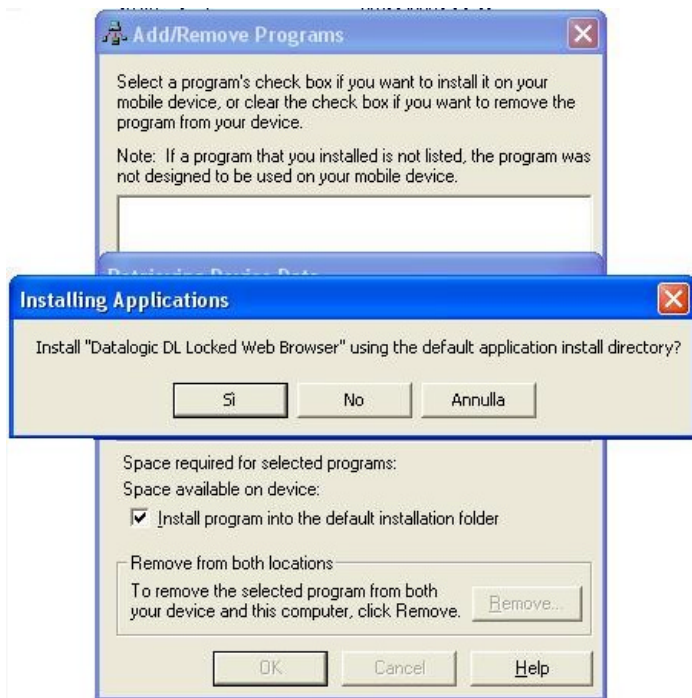 Add/Remove Programs
Select a program's check box if you want to install it on your
mobile device, or clear the check box if you want to remove the
program from your device.
Note: If a program that you installed is not listed, the program was
not designed to be used on your mobile device.
Retrieving Device Data
Installing Applications
Install "Datalogic DL Locked Web Browser" using the default application install directory?
Sì
No
Annulla
Space required for selected programs:
Space available on device:
Install program into the default installation folder
Remove from both locations
To remove the selected program from both
your device and this computer, click Remove.
Remove...
OK
Cancel
Help